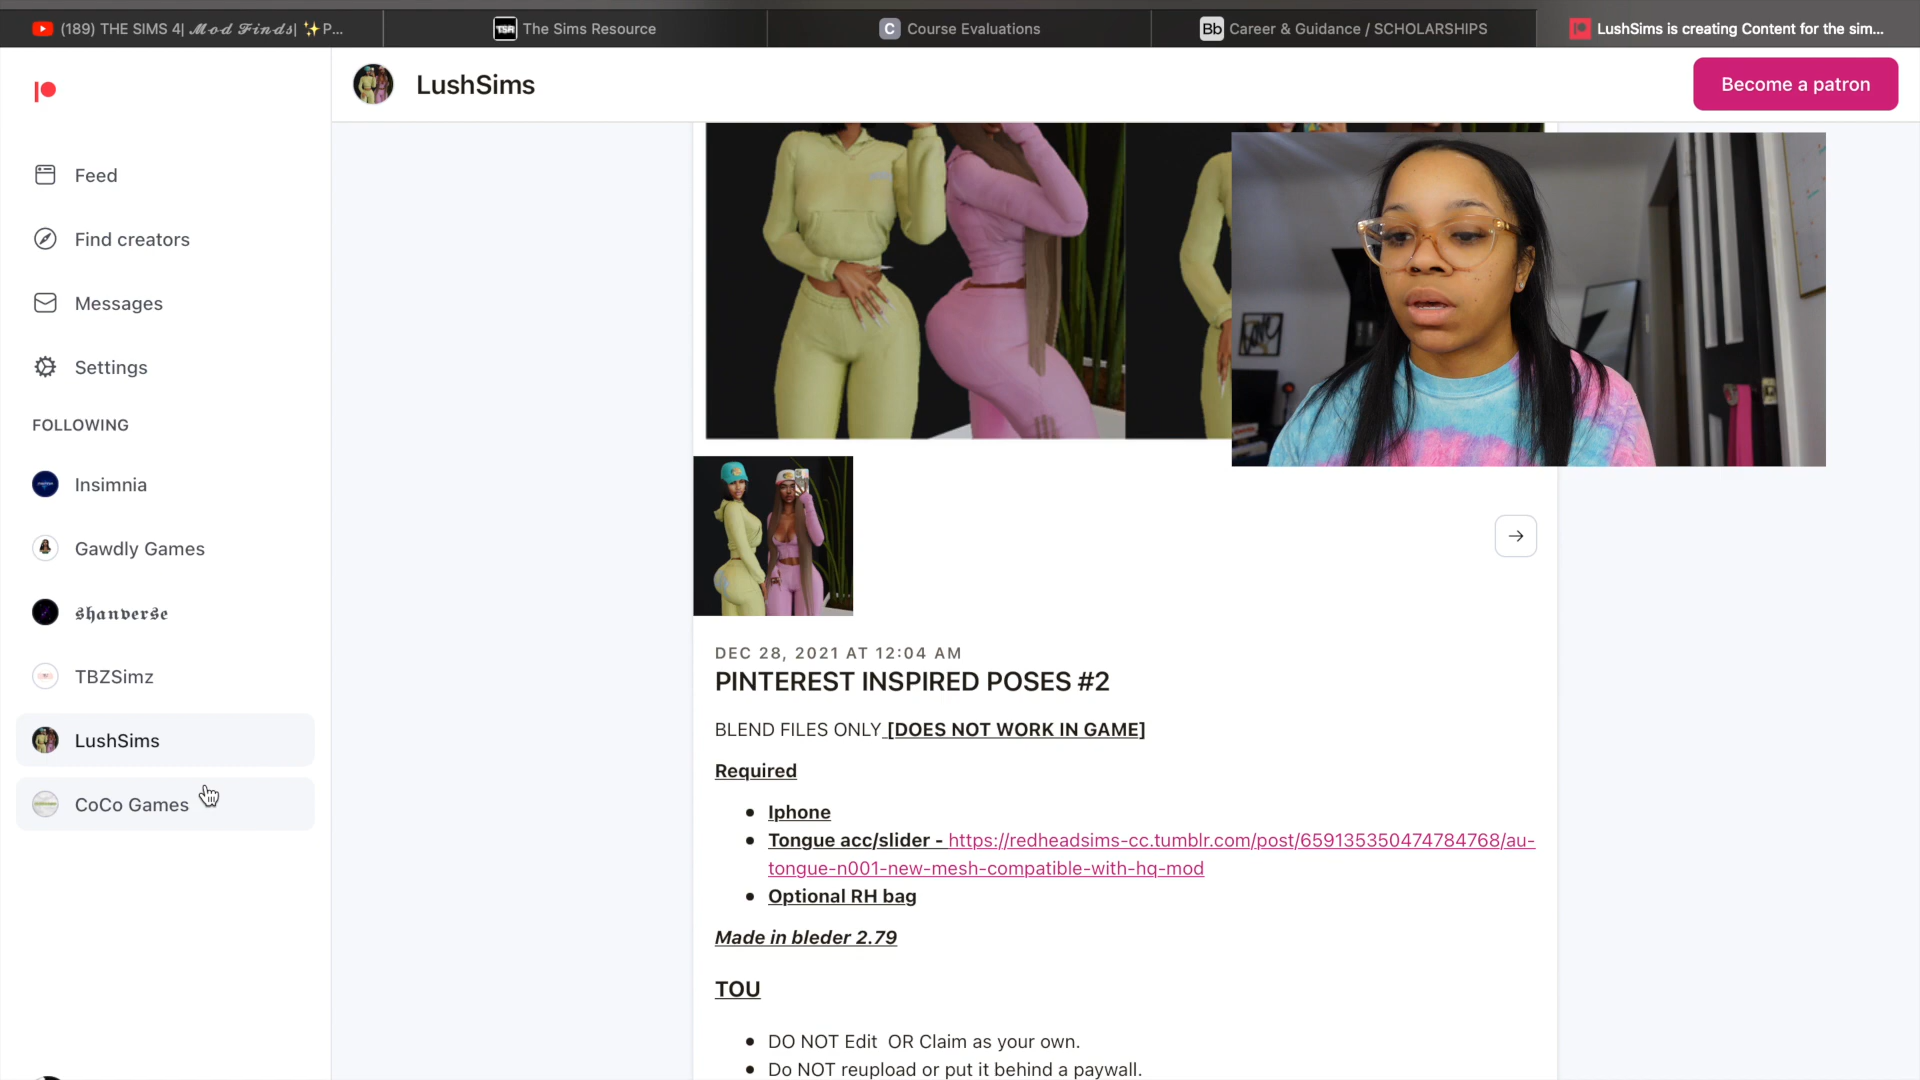 (189) THE SIMS 4| 𝓜𝓸𝓭 𝓕𝓲𝓷𝓭𝓼| ✨P...
TSR The Sims Resource
C Course Evaluations
Bb Career & Guidance / SCHOLARSHIPS
LushSims is creating Content for the sim...
LushSims
Become a patron
Feed
Find creators
Messages
Settings
FOLLOWING
Insimnia
Gawdly Games
𝖘𝖍𝖆𝖓𝖛𝖊𝖗𝖘𝖊
TBZSimz
LushSims
CoCo Games
DEC 28, 2021 AT 12:04 AM
PINTEREST INSPIRED POSES #2
BLEND FILES ONLY [DOES NOT WORK IN GAME]
Required
• Iphone
• Tongue acc/slider - https://redheadsims-cc.tumblr.com/post/659135350474784768/au-
tongue-n001-new-mesh-compatible-with-hq-mod
• Optional RH bag
Made in bleder 2.79
TOU
• DO NOT Edit OR Claim as your own.
• Do NOT reupload or put it behind a paywall.